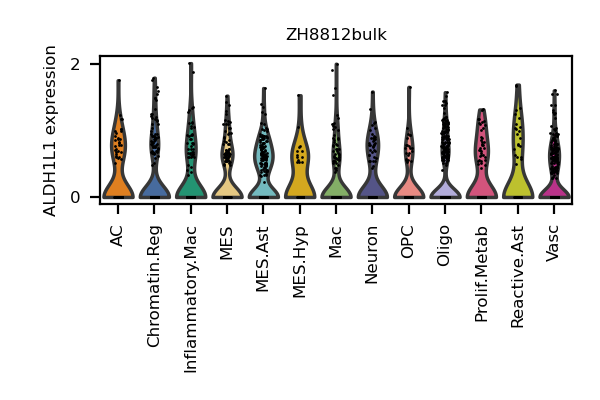 ZH8812bulk
ALDH1L1 expression
2
0
AC
Chromatin.Reg
Inflammatory.Mac
MES
MES.Ast
MES.Hyp
Mac
Neuron
OPC
Oligo
Prolif.Metab
Reactive.Ast
Vasc